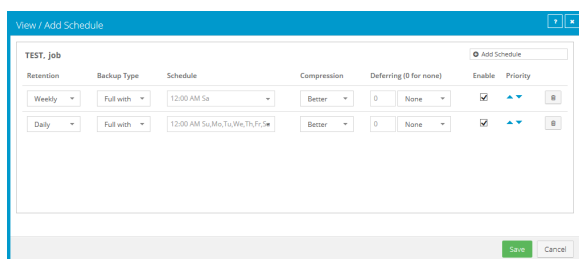 View / Add Schedule
TEST, job
Add Schedule
Retention Backup Type Schedule Compression Deferring (0 for none) Enable Priority
Weekly Full with 12:00 AM Sa Better 0 None
Daily Full with 12:00 AM Su,Mo,Tu,We,Th,Fr,Sa Better 0 None
Save Cancel